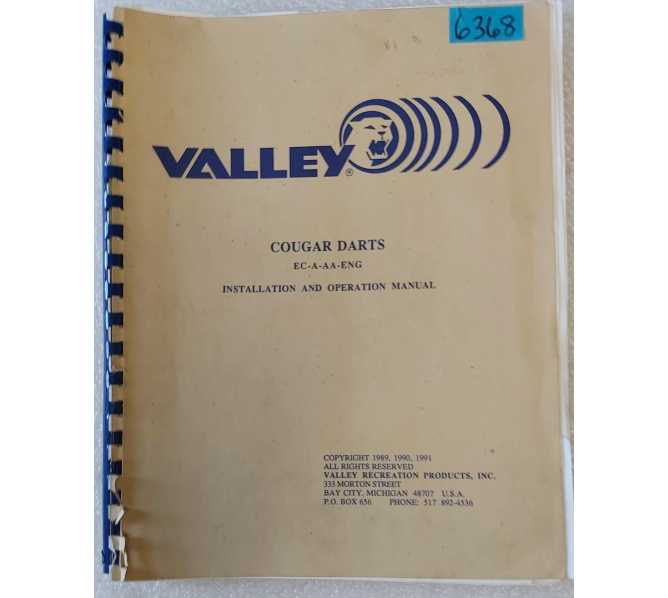 6368
VALLEY®
COUGAR DARTS
EC-A-AA-ENG
INSTALLATION AND OPERATION MANUAL
COPYRIGHT 1989, 1990, 1991
ALL RIGHTS RESERVED
VALLEY RECREATION PRODUCTS, INC.
333 MORTON STREET
BAY CITY, MICHIGAN 48707 U.S.A.
P.O. BOX 656 PHONE: 517 892-4536